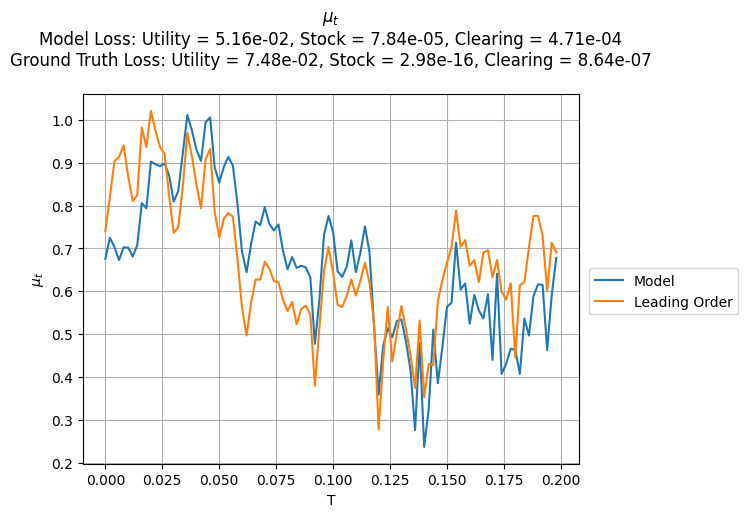 μₜ
Model Loss: Utility = 5.16e-02, Stock = 7.84e-05, Clearing = 4.71e-04
Ground Truth Loss: Utility = 7.48e-02, Stock = 2.98e-16, Clearing = 8.64e-07
1.0
0.9
0.8
0.7
0.6
0.5
0.4
0.3
0.2
μₜ
0.000
0.025
0.050
0.075
0.100
0.125
0.150
0.175
0.200
T
Model
Leading Order